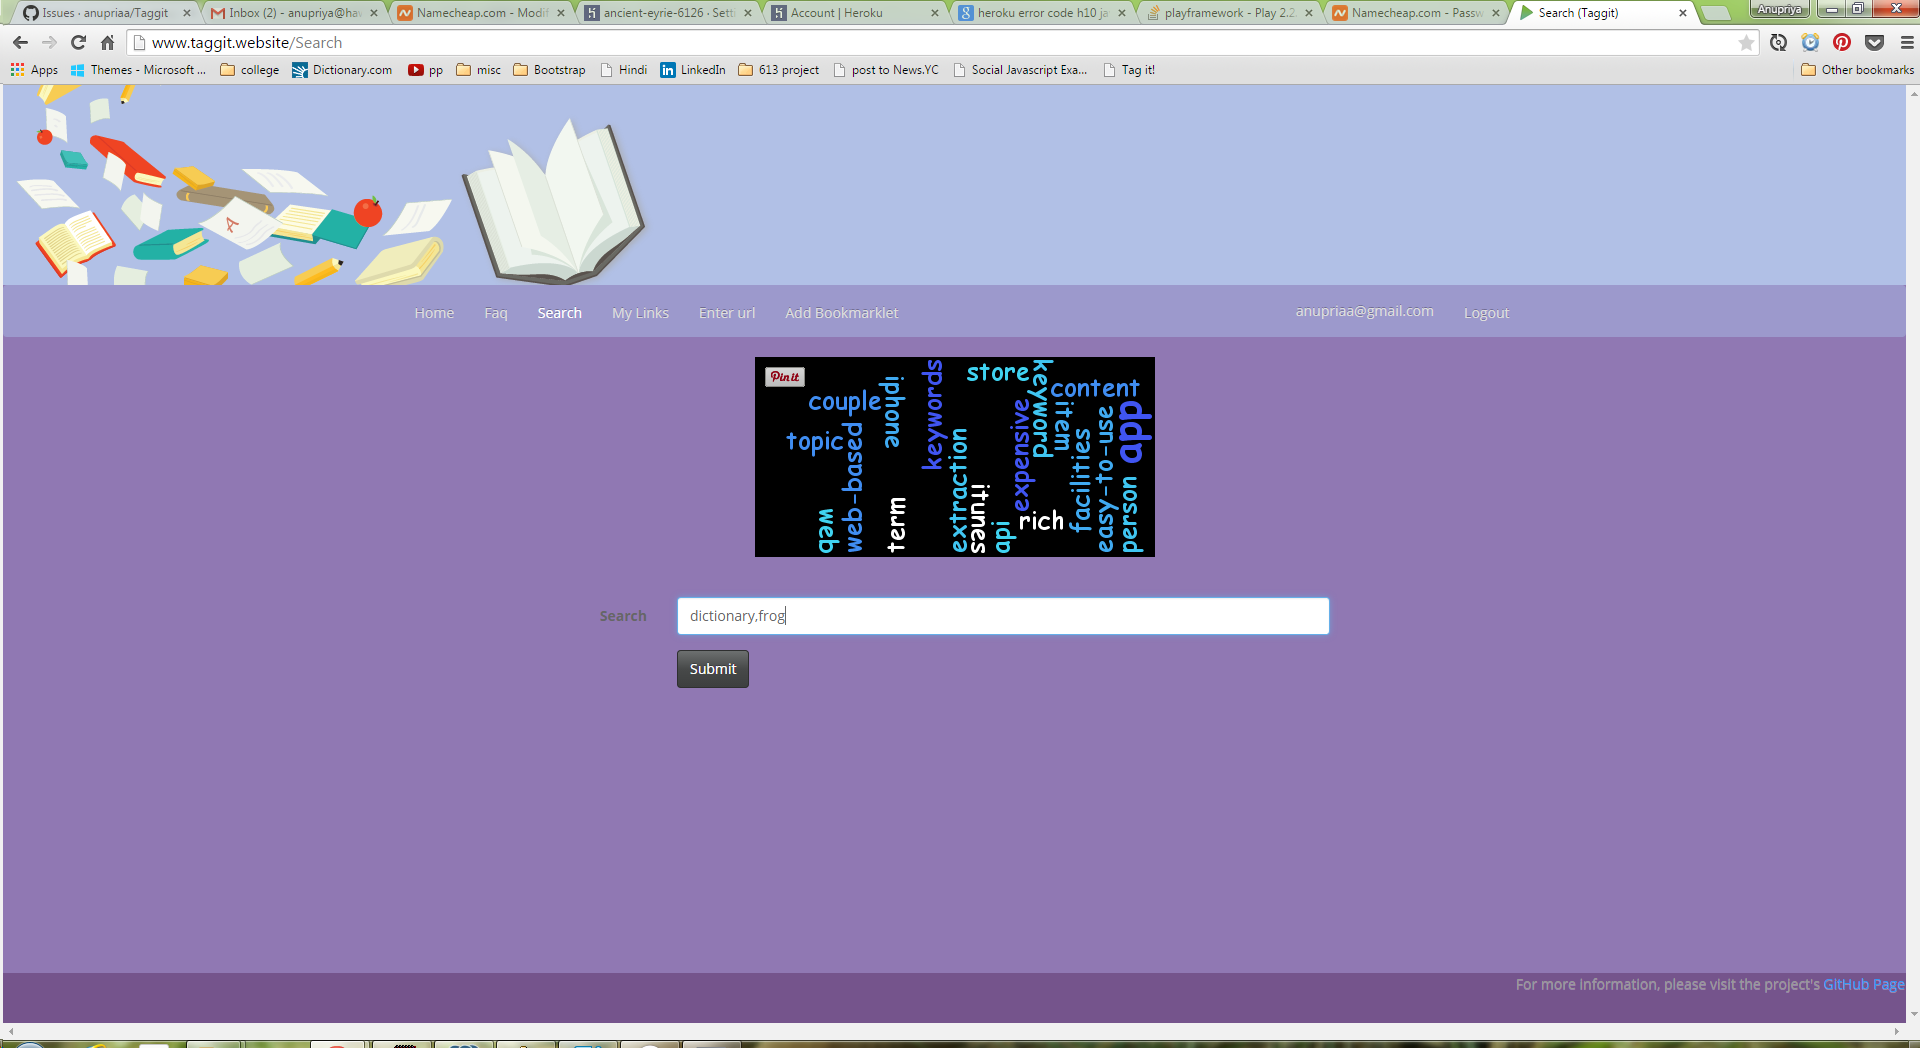 Issues · anupriaa/Taggit
Inbox (2) - anupriya@hav
Namecheap.com - Modif
ancient-eyrie-6126 · Setti
Account | Heroku
heroku error code h10 ja
playframework - Play 2.2.
Namecheap.com - Passw
Search (Taggit)
Anupriya
www.taggit.website/Search
Apps
Themes - Microsoft ...
college
Dictionary.com
pp
misc
Bootstrap
Hindi
LinkedIn
613 project
post to News.YC
Social Javascript Exa...
Tag it!
Other bookmarks
A
Home
Faq
Search
My Links
Enter url
Add Bookmarklet
anupriaa@gmail.com
Logout
Pin it
couple
iphone
keywords
store
keyword
content
topic
web-based
item
expensive
app
easy-to-use
facilities
extraction
web
term
itunes
api
rich
person
Search
dictionary,frog
Submit
For more information, please visit the project's GitHub Page